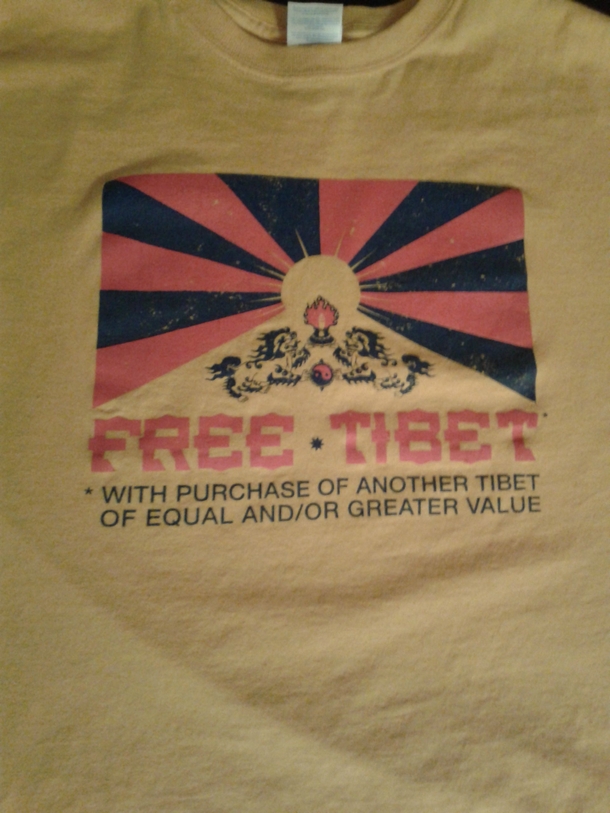 FREE * TIBET*
* WITH PURCHASE OF ANOTHER TIBET
OF EQUAL AND/OR GREATER VALUE